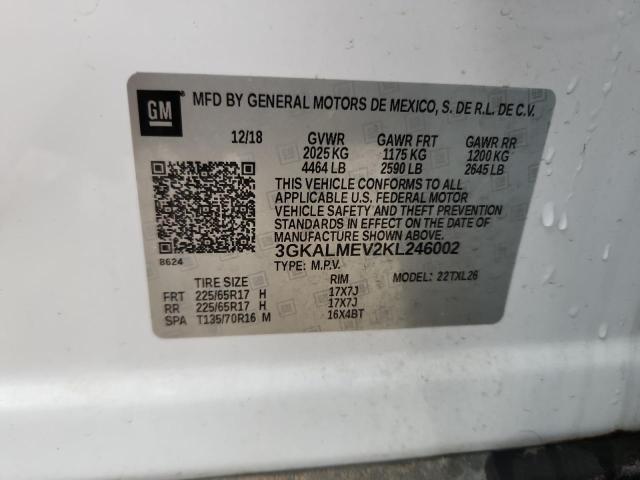 GM
MFD BY GENERAL MOTORS DE MEXICO, S. DE R.L. DE C.V.
12/18 GVWR GAWR FRT GAWR RR
2025 KG 1175 KG 1200 KG
4464 LB 2590 LB 2645 LB
THIS VEHICLE CONFORMS TO ALL
APPLICABLE U.S. FEDERAL MOTOR
VEHICLE SAFETY AND THEFT PREVENTION
STANDARDS IN EFFECT ON THE DATE OF
MANUFACTURE SHOWN ABOVE.
3GKALMEV2KL246002
8624
TYPE: M.P.V. MODEL: 22TXL26
TIRE SIZE RIM
FRT 225/65R17 H 17X7J
RR 225/65R17 H 17X7J
SPA T135/70R16 M 16X4BT